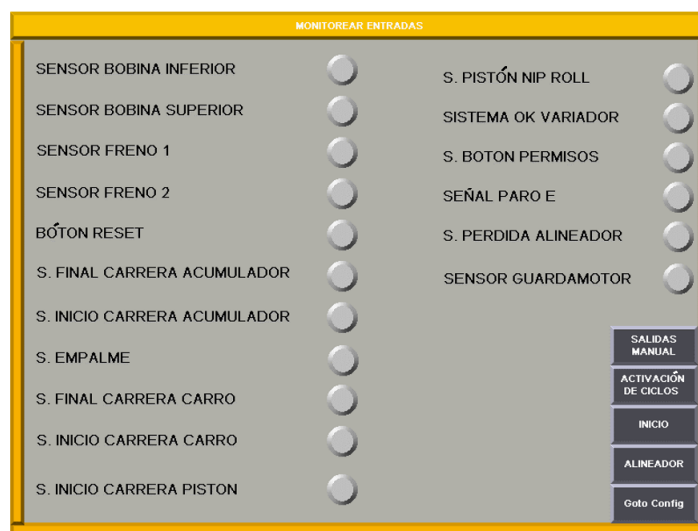 MONITOREAR ENTRADAS
SENSOR BOBINA INFERIOR
SENSOR BOBINA SUPERIOR
SENSOR FRENO 1
SENSOR FRENO 2
BÓTON RESET
S. FINAL CARRERA ACUMULADOR
S. INICIO CARRERA ACUMULADOR
S. EMPALME
S. FINAL CARRERA CARRO
S. INICIO CARRERA CARRO
S. INICIO CARRERA PISTON
S. PISTÓN NIP ROLL
SISTEMA OK VARIADOR
S. BOTON PERMISOS
SEÑAL PARO E
S. PERDIDA ALINEADOR
SENSOR GUARDAMOTOR
SALIDAS
MANUAL
ACTIVACIÓN
DE CICLOS
INICIO
ALINEADOR
Goto Config